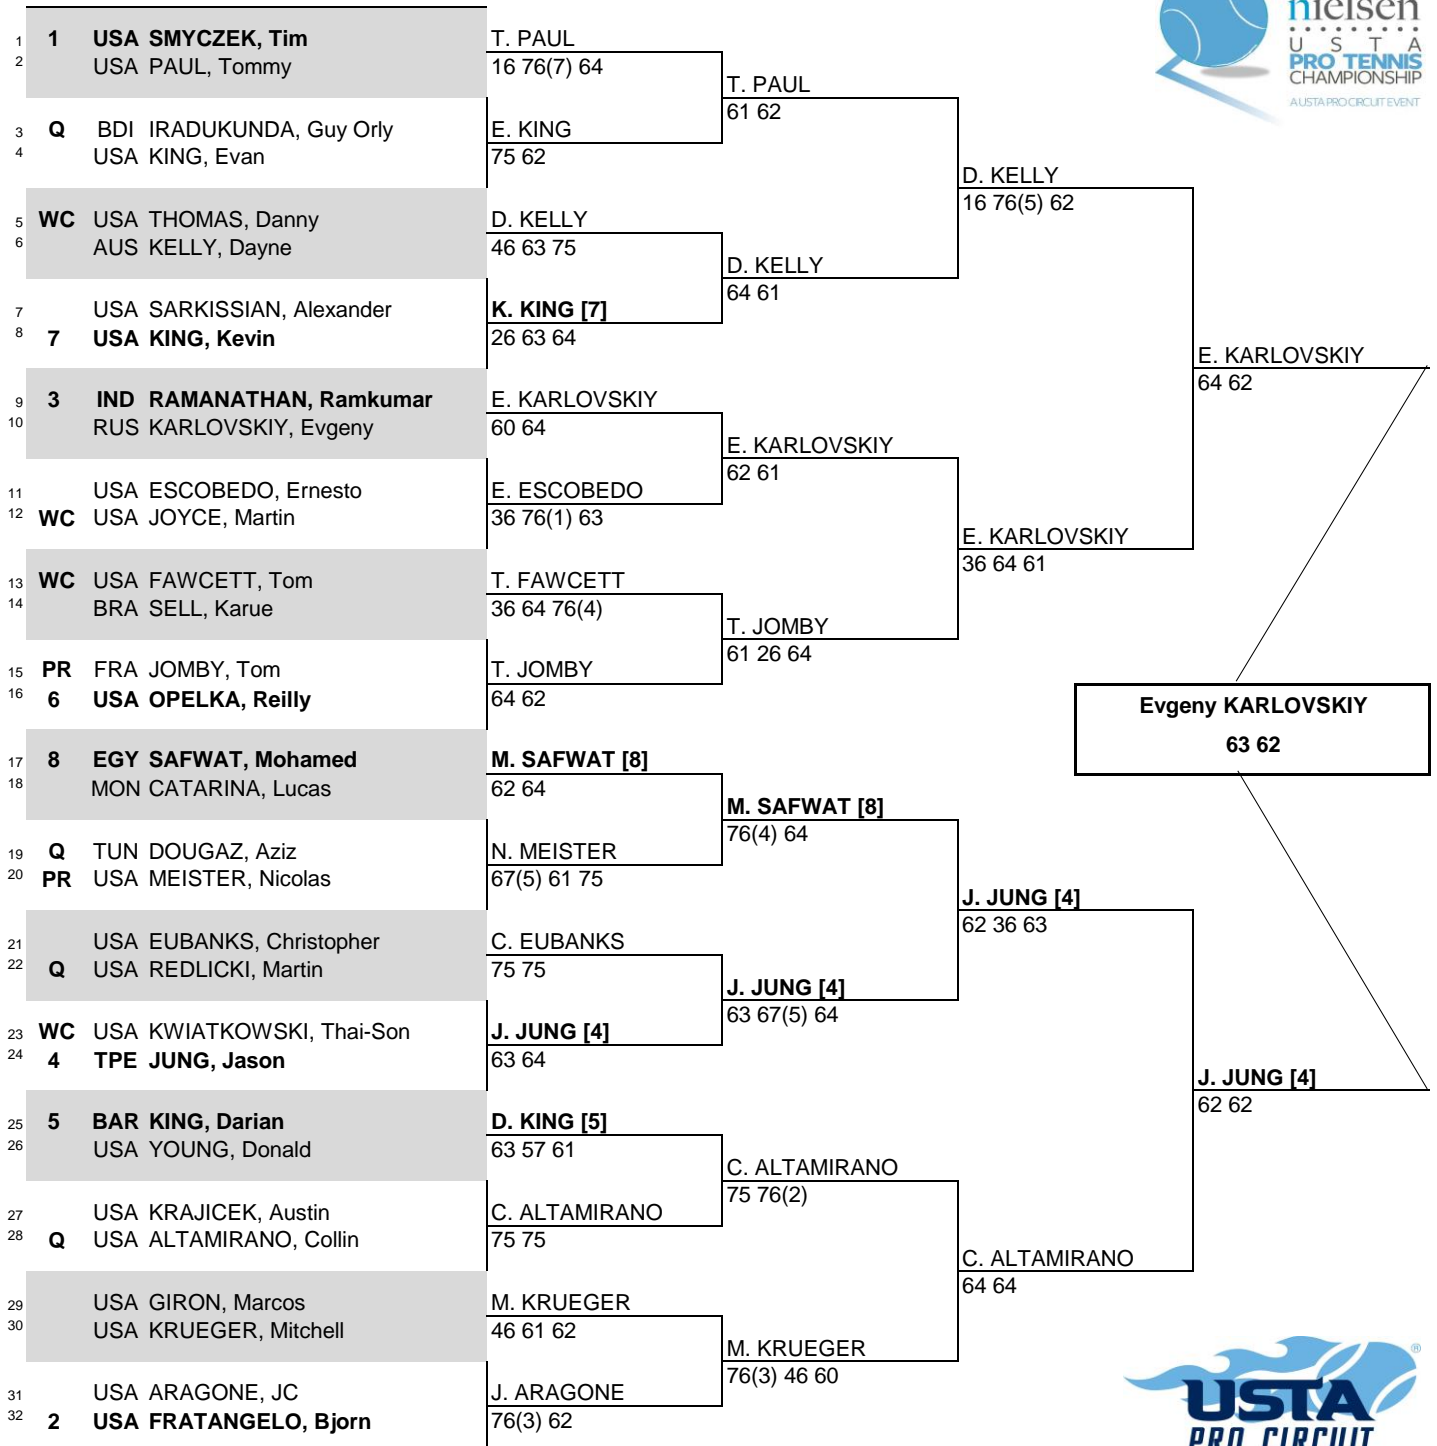 nielsen
U S T A
PRO TENNIS
CHAMPIONSHIP
A USTA PRO CIRCUIT EVENT
1 1 USA SMYCZEK, Tim
2 USA PAUL, Tommy
T. PAUL
16 76(7) 64
T. PAUL
61 62
3 Q BDI IRADUKUNDA, Guy Orly
4 USA KING, Evan
E. KING
75 62
D. KELLY
16 76(5) 62
5 WC USA THOMAS, Danny
6 AUS KELLY, Dayne
D. KELLY
46 63 75
D. KELLY
64 61
7 USA SARKISSIAN, Alexander
8 7 USA KING, Kevin
K. KING [7]
26 63 64
E. KARLOVSKIY
64 62
9 3 IND RAMANATHAN, Ramkumar
10 RUS KARLOVSKIY, Evgeny
E. KARLOVSKIY
60 64
E. KARLOVSKIY
62 61
11 USA ESCOBEDO, Ernesto
12 WC USA JOYCE, Martin
E. ESCOBEDO
36 76(1) 63
E. KARLOVSKIY
36 64 61
13 WC USA FAWCETT, Tom
14 BRA SELL, Karue
T. FAWCETT
36 64 76(4)
T. JOMBY
61 26 64
15 PR FRA JOMBY, Tom
16 6 USA OPELKA, Reilly
T. JOMBY
64 62
Evgeny KARLOVSKIY
63 62
17 8 EGY SAFWAT, Mohamed
18 MON CATARINA, Lucas
M. SAFWAT [8]
62 64
M. SAFWAT [8]
76(4) 64
19 Q TUN DOUGAZ, Aziz
20 PR USA MEISTER, Nicolas
N. MEISTER
67(5) 61 75
J. JUNG [4]
62 36 63
21 USA EUBANKS, Christopher
22 Q USA REDLICKI, Martin
C. EUBANKS
75 75
J. JUNG [4]
63 67(5) 64
23 WC USA KWIATKOWSKI, Thai-Son
24 4 TPE JUNG, Jason
J. JUNG [4]
63 64
J. JUNG [4]
62 62
25 5 BAR KING, Darian
26 USA YOUNG, Donald
D. KING [5]
63 57 61
C. ALTAMIRANO
75 76(2)
27 USA KRAJICEK, Austin
28 Q USA ALTAMIRANO, Collin
C. ALTAMIRANO
75 75
C. ALTAMIRANO
64 64
29 USA GIRON, Marcos
30 USA KRUEGER, Mitchell
M. KRUEGER
46 61 62
M. KRUEGER
76(3) 46 60
31 USA ARAGONE, JC
32 2 USA FRATANGELO, Bjorn
J. ARAGONE
76(3) 62
®
USTA
PRO CIRCUIT